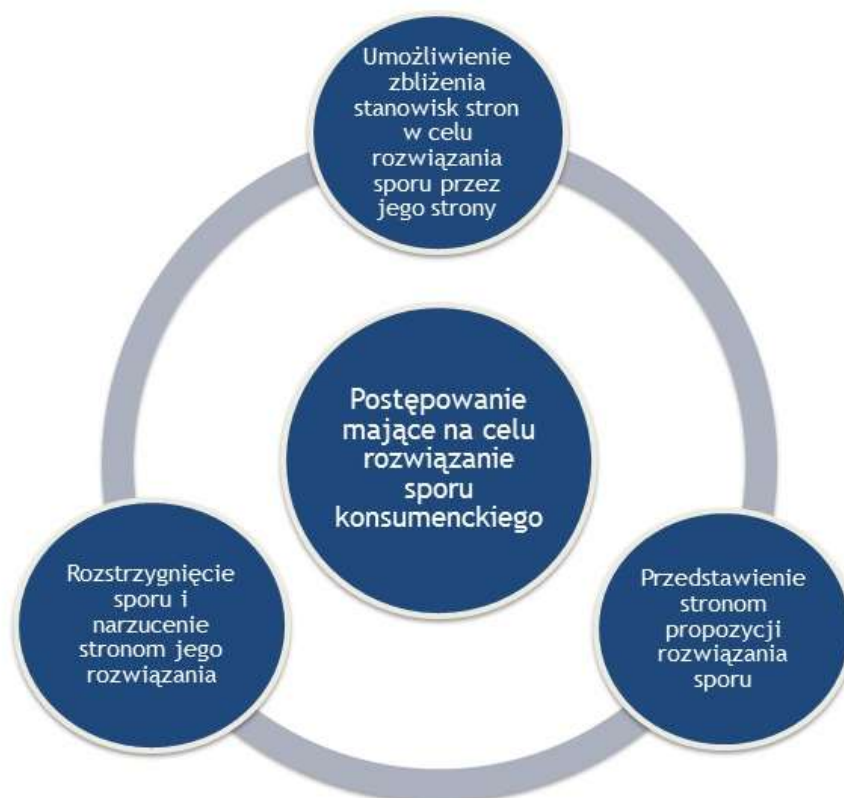 Umożliwienie
zbliżenia
stanowisk stron
w celu
rozwiązania
sporu przez
jego strony
Postępowanie
mające na celu
rozwiązanie
sporu
konsumenckiego
Rozstrzygnięcie
sporu i
narzucenie
stronom jego
rozwiązania
Przedstawienie
stronom
propozycji
rozwiązania
sporu